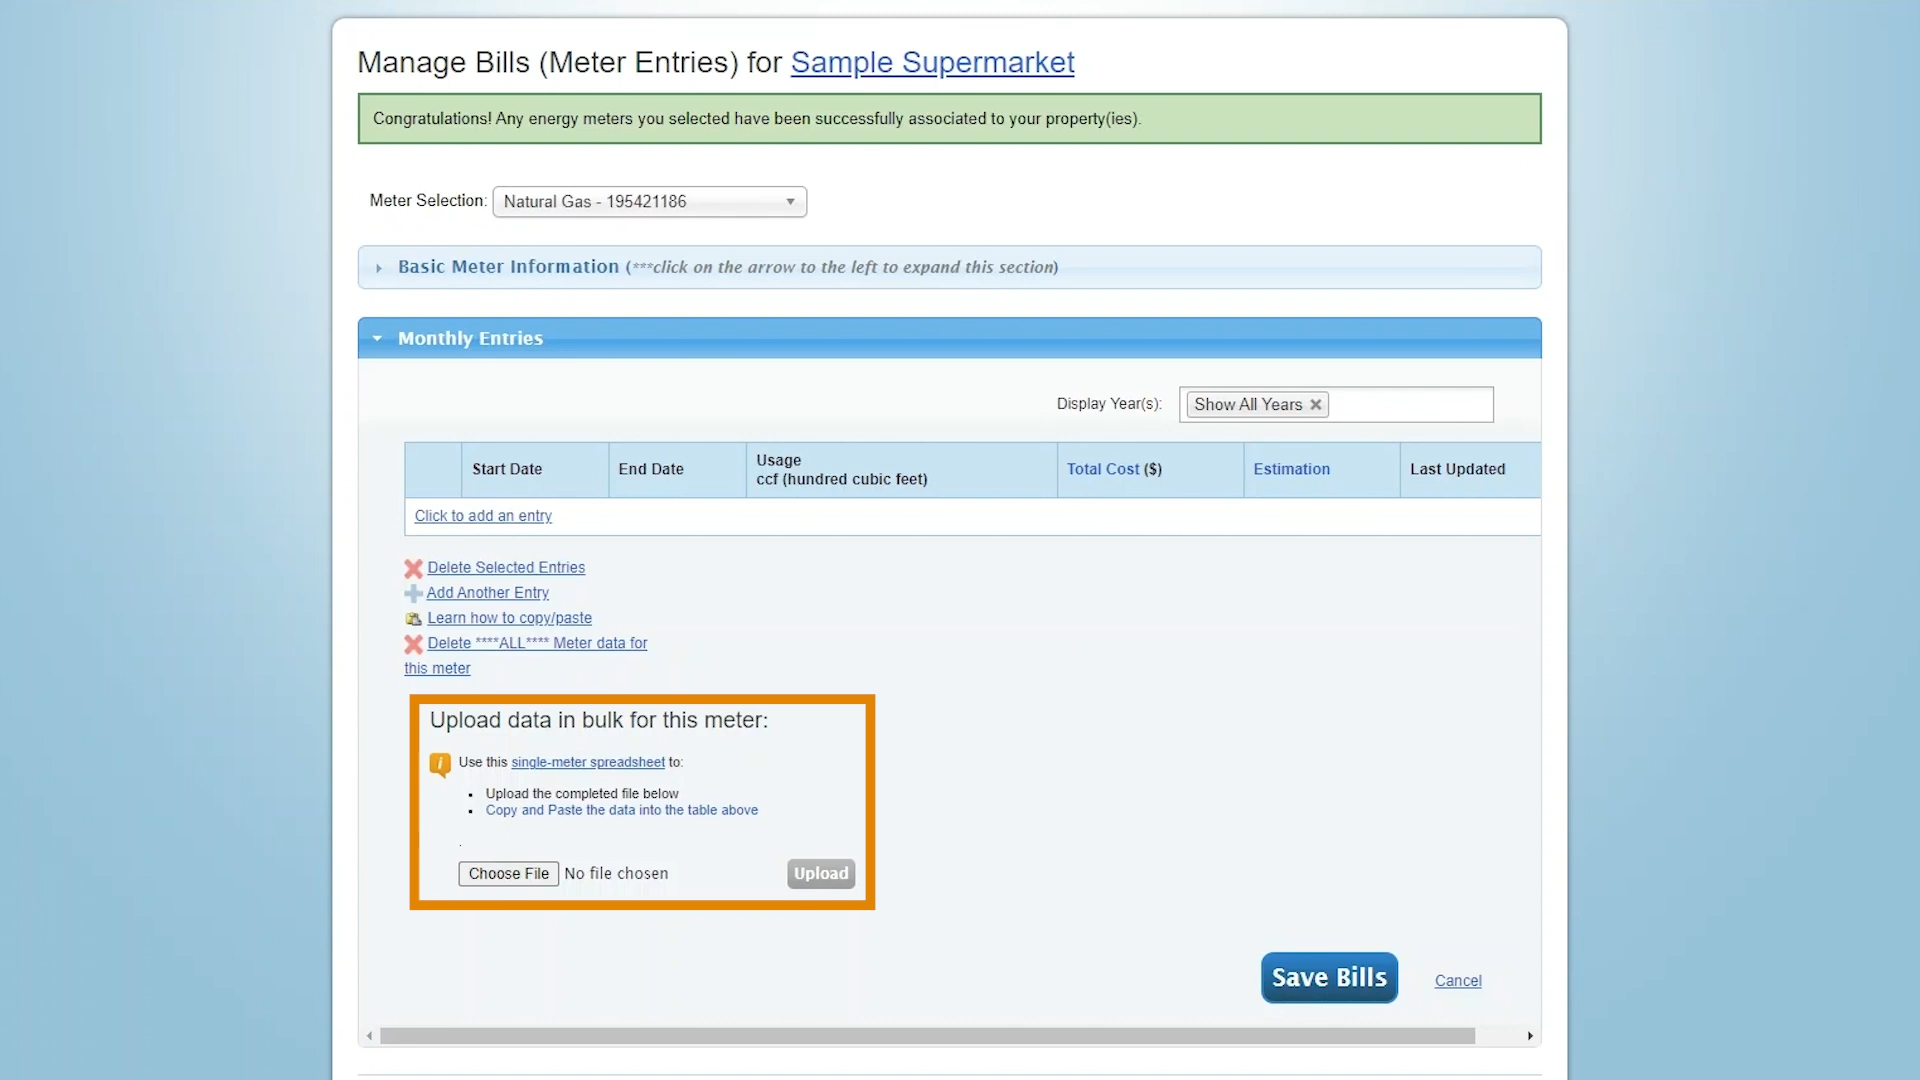 Manage Bills (Meter Entries) for Sample Supermarket
Congratulations! Any energy meters you selected have been successfully associated to your property(ies).
Meter Selection: Natural Gas - 195421186
Basic Meter Information (***click on the arrow to the left to expand this section)
Monthly Entries
Display Year(s): Show All Years
Start Date End Date Usage Total Cost ($) Estimation Last Updated
ccf (hundred cubic feet)
Click to add an entry
Delete Selected Entries
Add Another Entry
Learn how to copy/paste
Delete ****ALL**** Meter data for
this meter
Upload data in bulk for this meter:
Use this single-meter spreadsheet to:
• Upload the completed file below
• Copy and Paste the data into the table above
.
Choose File No file chosen Upload
Save Bills Cancel